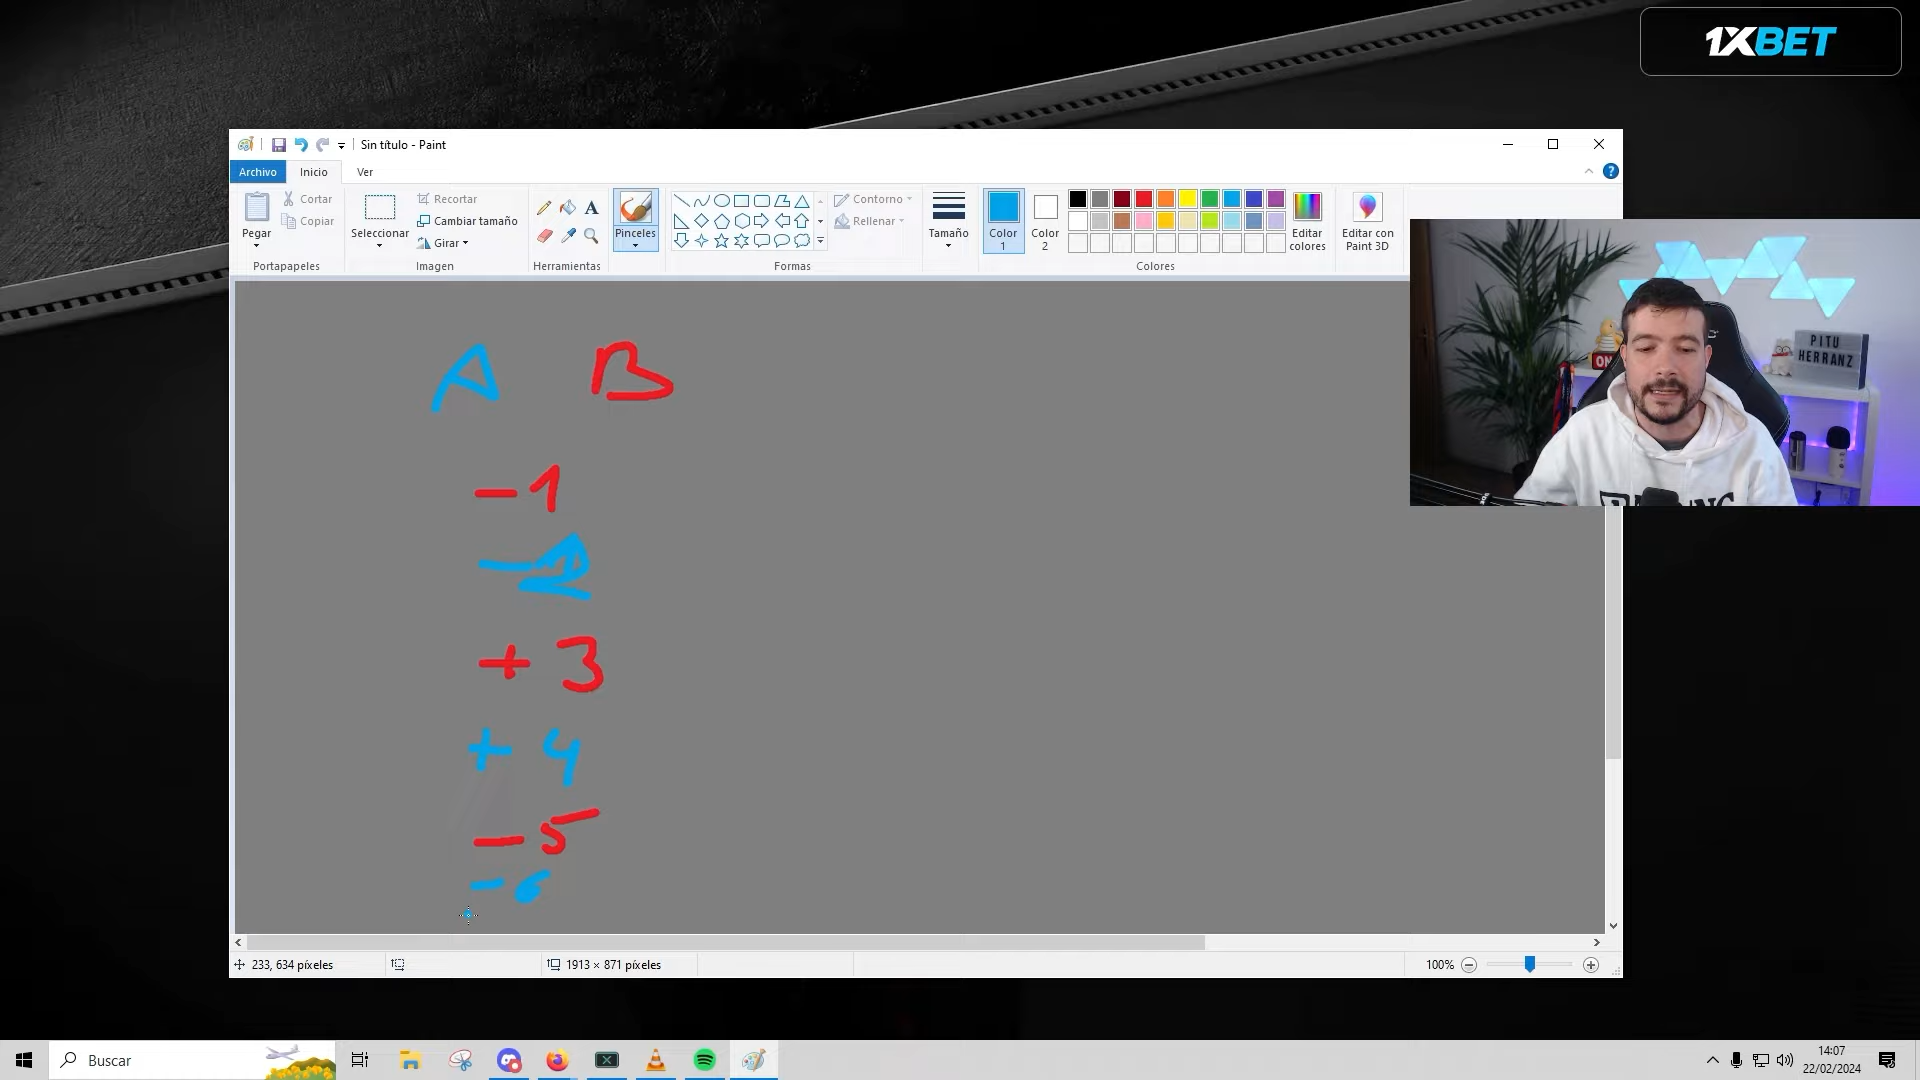 1XBET
Sin título - Paint
Archivo Inicio Ver
Pegar
Cortar
Copiar
Portapapeles
Seleccionar
Recortar
Cambiar tamaño
Girar
Imagen
A
Herramientas
Pinceles
Contorno
Rellenar
Formas
Tamaño
Color 1
Color 2
Editar colores
Colores
Editar con Paint 3D
PITU
HERRANZ
ON
A B
- 1
- 2
+ 3
+ 4
- 5
- 6
233, 634 píxeles
1913 × 871 píxeles
100%
Buscar
14:07
22/02/2024